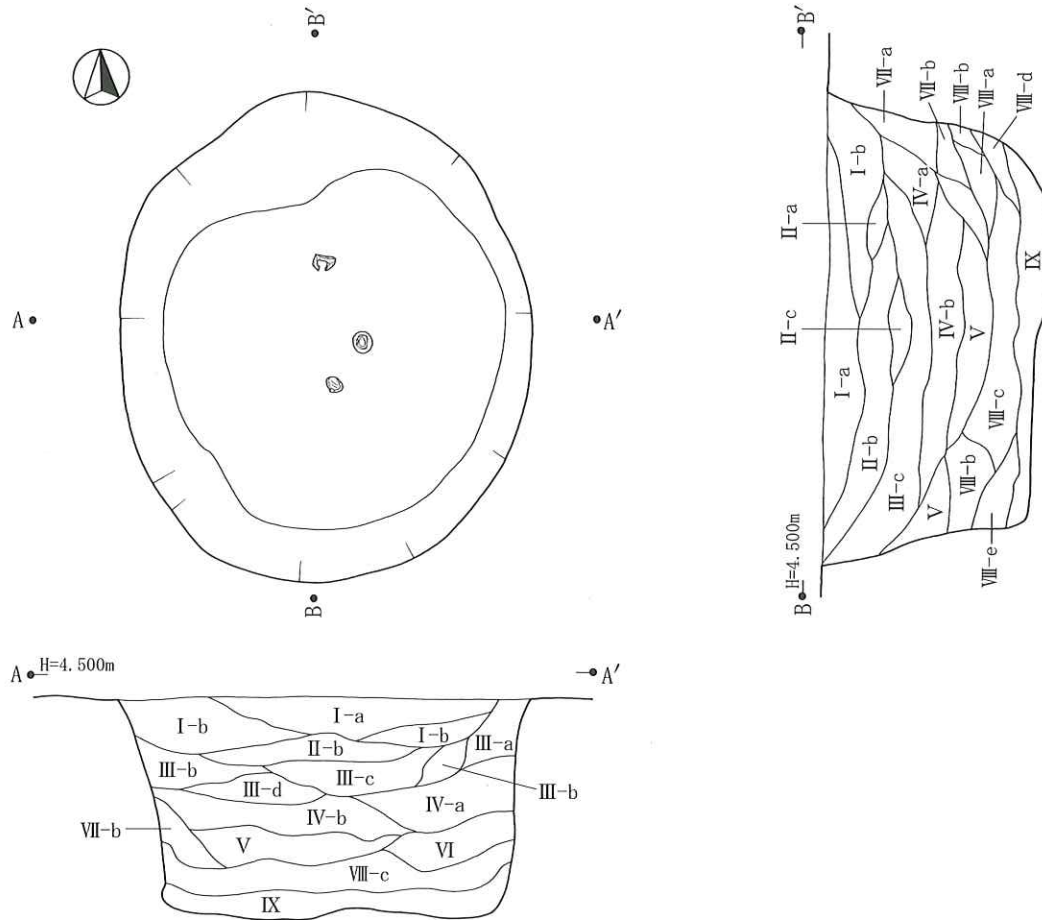 B′
A
A′
B
A H=4.500m
A′
I-a
I-b
I-b
II-b
III-a
III-b
III-c
III-d
III-b
IV-a
IV-b
VII-b
V
VI
VIII-c
IX
B′
VII-a
VII-b
VIII-b
VIII-a
VIII-d
I-b
IV-a
II-a
IX
II-c
IV-b
V
I-a
VIII-c
II-b
III-c
VIII-b
V
VIII-e
B H=4.500m